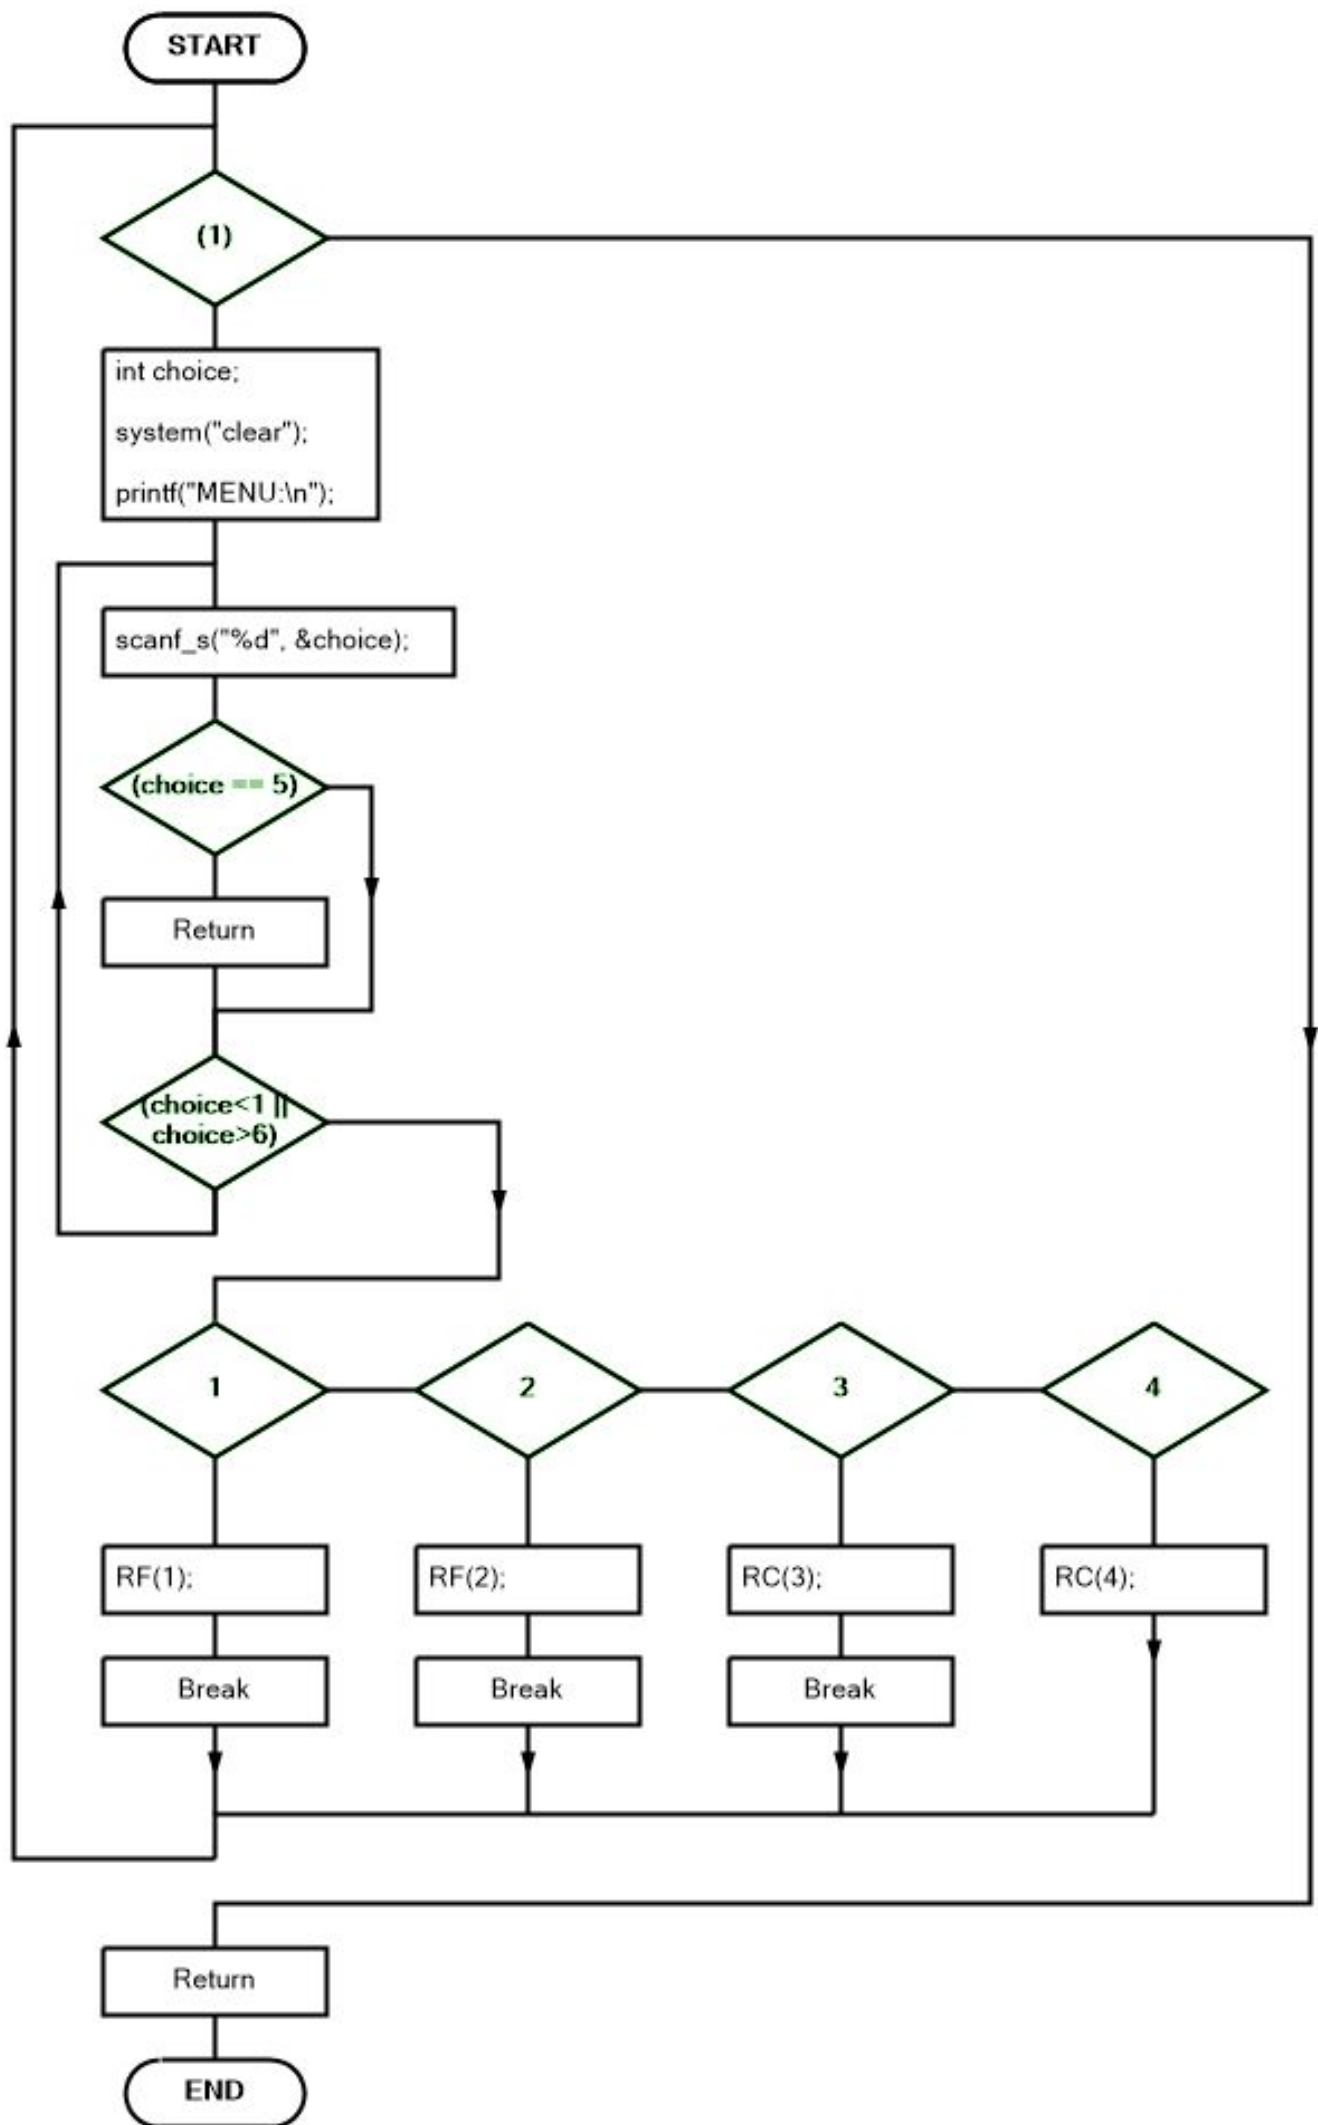 START
(1)
int choice;
system("clear");
printf("MENU:\n");
scanf_s("%d", &choice);
(choice == 5)
Return
(choice<1 ||
choice>6)
1
2
3
4
RF(1);
RF(2);
RC(3);
RC(4);
Break
Break
Break
Return
END